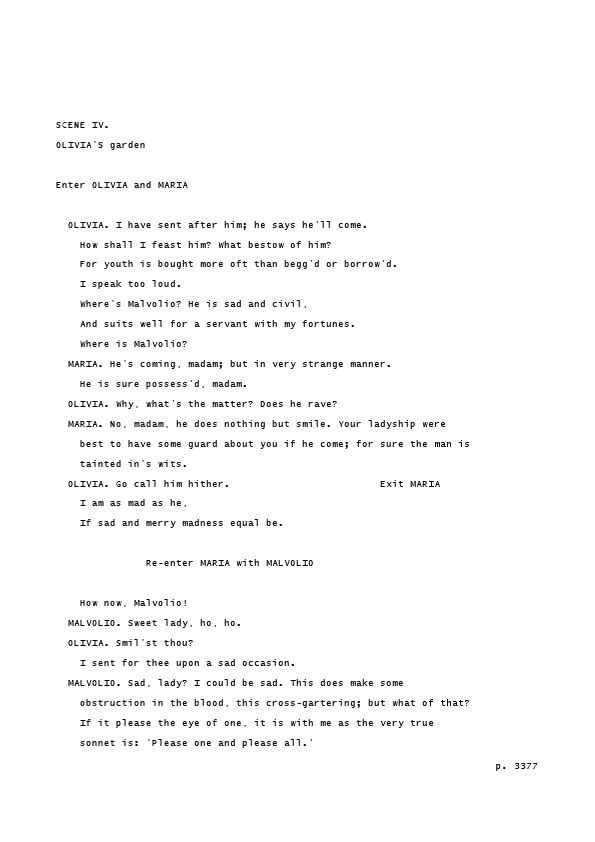 SCENE IV.
OLIVIA'S garden
Enter OLIVIA and MARIA
OLIVIA. I have sent after him; he says he'll come.
How shall I feast him? What bestow of him?
For youth is bought more oft than begg'd or borrow'd.
I speak too loud.
Where's Malvolio? He is sad and civil,
And suits well for a servant with my fortunes.
Where is Malvolio?
MARIA. He's coming, madam; but in very strange manner.
He is sure possess'd, madam.
OLIVIA. Why, what's the matter? Does he rave?
MARIA. No, madam, he does nothing but smile. Your ladyship were
best to have some guard about you if he come; for sure the man is
tainted in's wits.
OLIVIA. Go call him hither. Exit MARIA
I am as mad as he,
If sad and merry madness equal be.
Re-enter MARIA with MALVOLIO
How now, Malvolio!
MALVOLIO. Sweet lady, ho, ho.
OLIVIA. Smil'st thou?
I sent for thee upon a sad occasion.
MALVOLIO. Sad, lady? I could be sad. This does make some
obstruction in the blood, this cross-gartering; but what of that?
If it please the eye of one, it is with me as the very true
sonnet is: 'Please one and please all.'
p. 3377